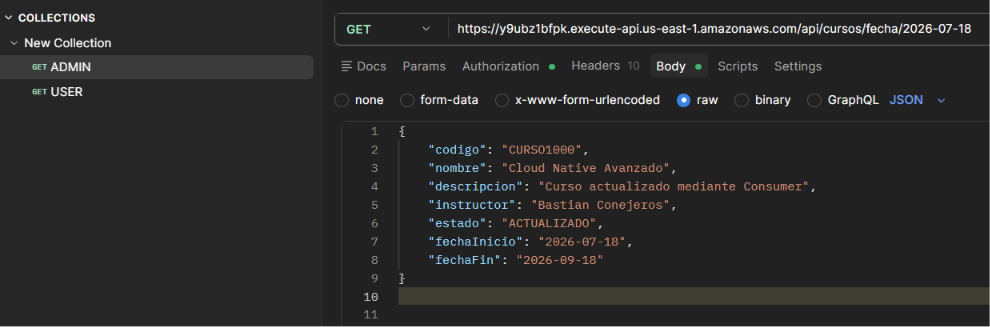 COLLECTIONS
New Collection
GET ADMIN
GET USER
GET https://y9ubz1bfpk.execute-api.us-east-1.amazonaws.com/api/cursos/fecha/2026-07-18
Docs Params Authorization Headers 10 Body Scripts Settings
none form-data x-www-form-urlencoded raw binary GraphQL JSON
1 {
2 "codigo": "CURSO1000",
3 "nombre": "Cloud Native Avanzado",
4 "descripcion": "Curso actualizado mediante Consumer",
5 "instructor": "Bastian Conejeros",
6 "estado": "ACTUALIZADO",
7 "fechaInicio": "2026-07-18",
8 "fechaFin": "2026-09-18"
9 }
10
11